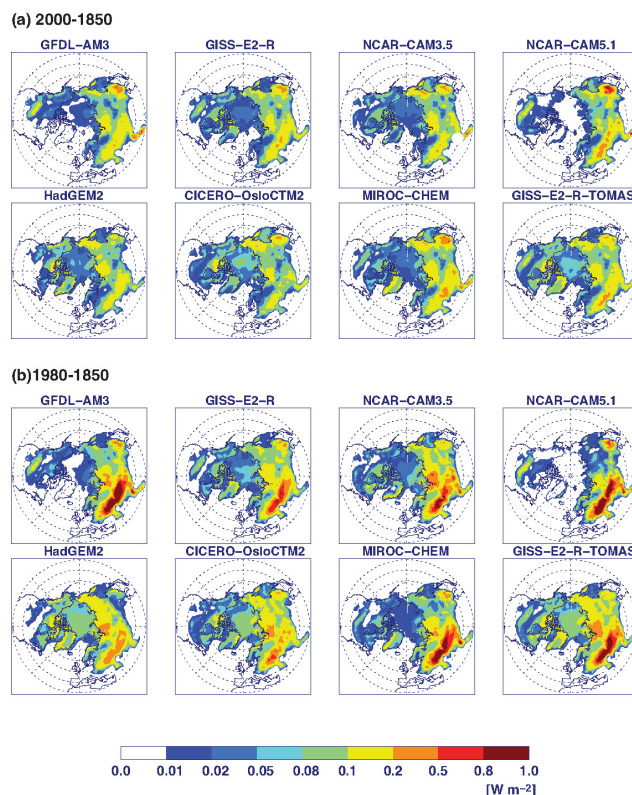 (a) 2000-1850
GFDL-AM3 GISS-E2-R NCAR-CAM3.5 NCAR-CAM5.1
HadGEM2 CICERO-OsloCTM2 MIROC-CHEM GISS-E2-R-TOMAS
(b)1980-1850
GFDL-AM3 GISS-E2-R NCAR-CAM3.5 NCAR-CAM5.1
HadGEM2 CICERO-OsloCTM2 MIROC-CHEM GISS-E2-R-TOMAS
0.0 0.01 0.02 0.05 0.08 0.1 0.2 0.5 0.8 1.0
[W m⁻²]